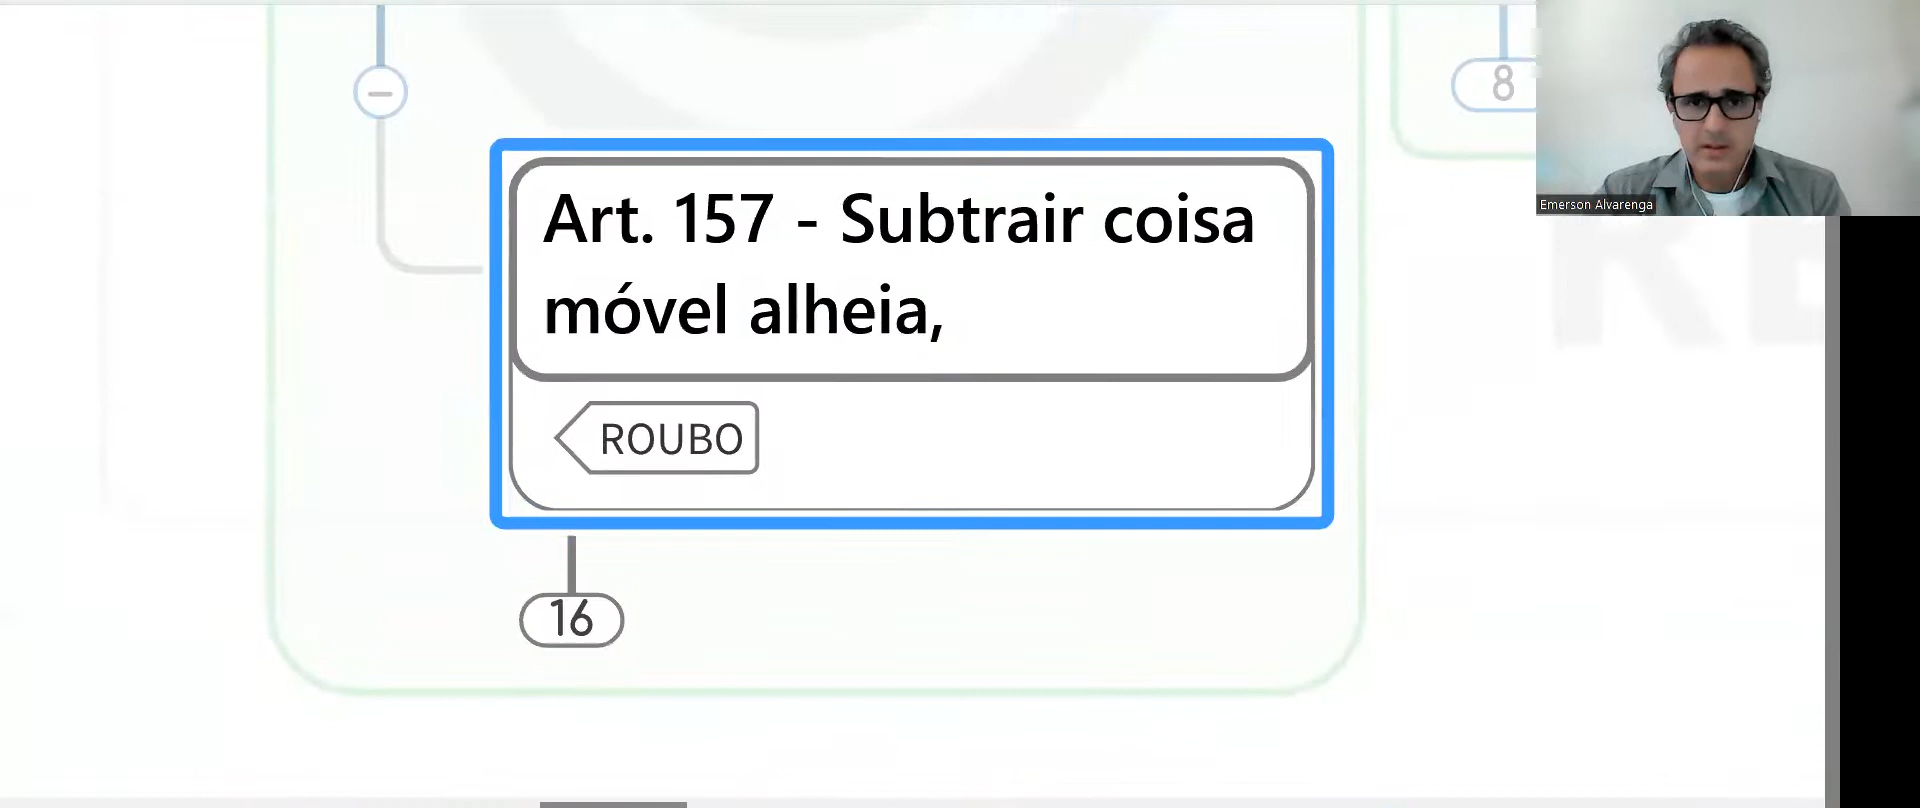 8
Emerson Alvarenga
Art. 157 - Subtrair coisa
móvel alheia,
ROUBO
16